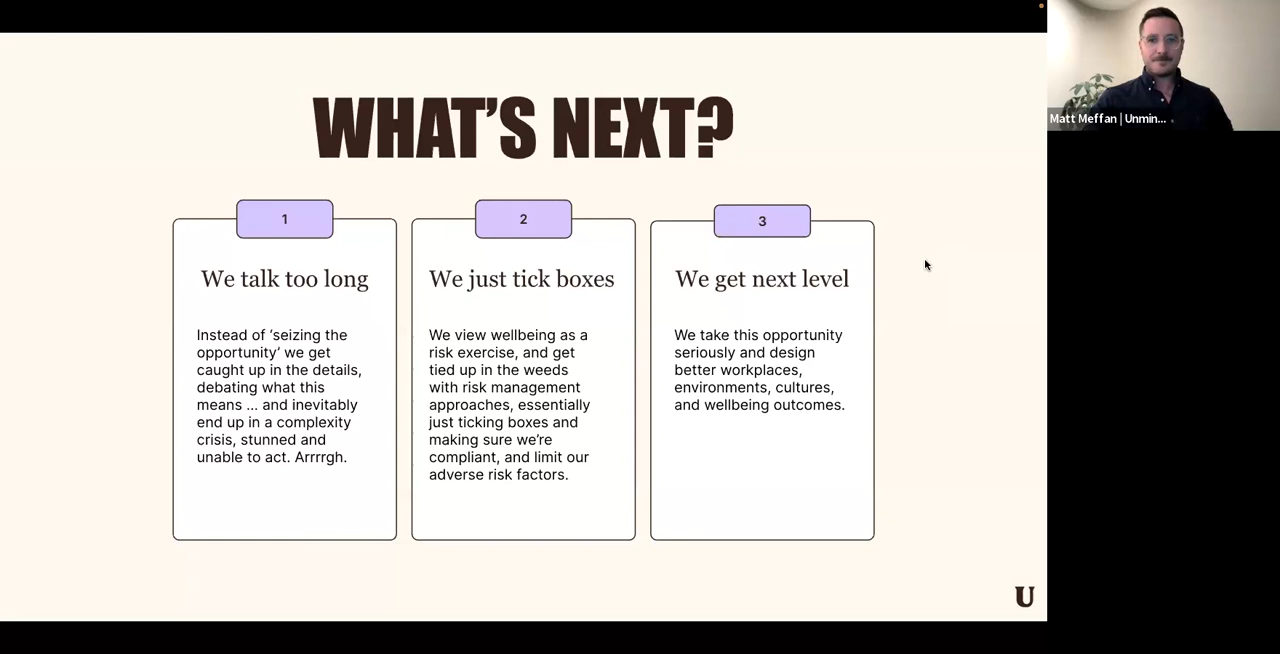 WHAT'S NEXT?
1
We talk too long
Instead of ‘seizing the
opportunity’ we get
caught up in the details,
debating what this
means ... and inevitably
end up in a complexity
crisis, stunned and
unable to act. Arrrrgh.
2
We just tick boxes
We view wellbeing as a
risk exercise, and get
tied up in the weeds
with risk management
approaches, essentially
just ticking boxes and
making sure we’re
compliant, and limit our
adverse risk factors.
3
We get next level
We take this opportunity
seriously and design
better workplaces,
environments, cultures,
and wellbeing outcomes.
U
Matt Meffan | Unmin...